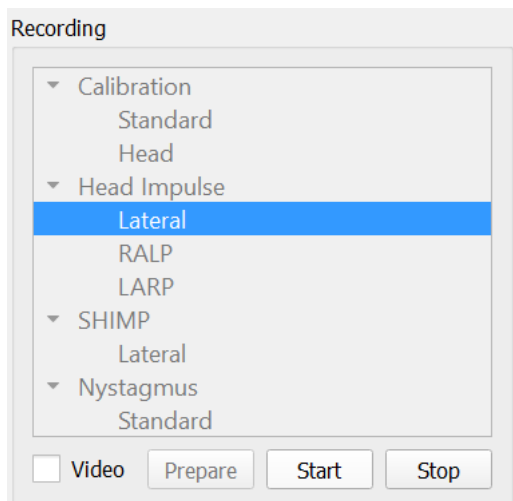 Recording
Calibration
Standard
Head
Head Impulse
Lateral
RALP
LARP
SHIMP
Lateral
Nystagmus
Standard
Video Prepare Start Stop